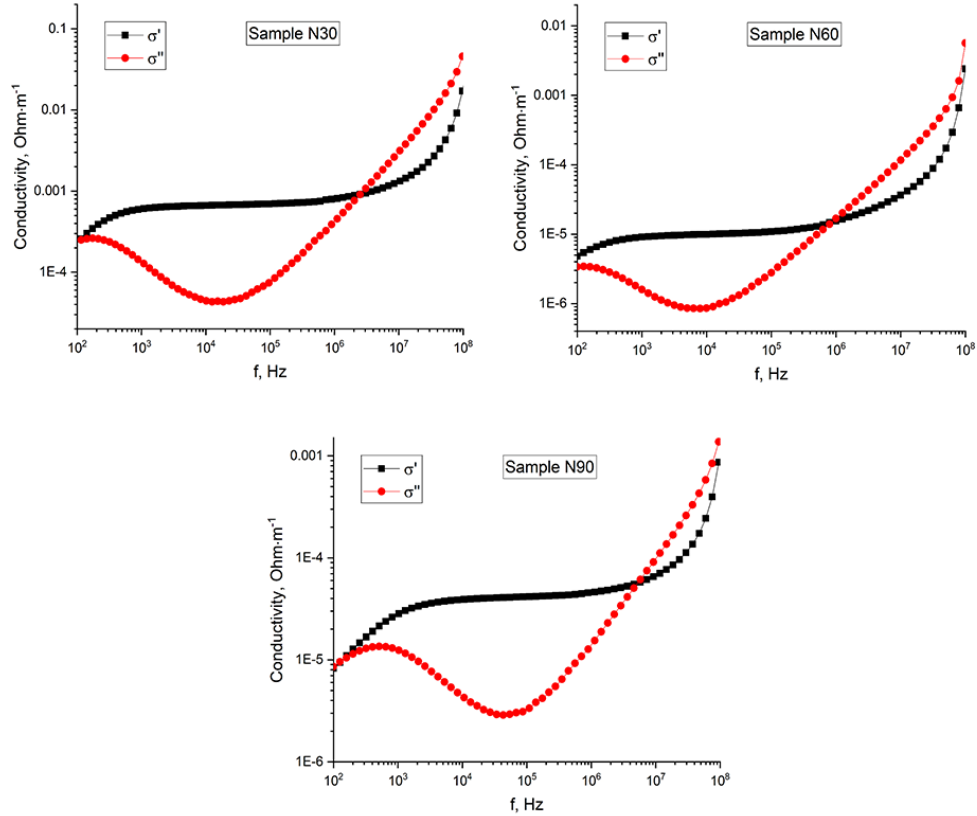 Sample N30
σ'
σ"
Conductivity, Ohm·m⁻¹
0.1
0.01
0.001
1E-4
10² 10³ 10⁴ 10⁵ 10⁶ 10⁷ 10⁸
f, Hz
Sample N60
σ'
σ"
Conductivity, Ohm·m⁻¹
0.01
0.001
1E-4
1E-5
1E-6
10² 10³ 10⁴ 10⁵ 10⁶ 10⁷ 10⁸
f, Hz
Sample N90
σ'
σ"
Conductivity, Ohm·m⁻¹
0.001
1E-4
1E-5
1E-6
10² 10³ 10⁴ 10⁵ 10⁶ 10⁷ 10⁸
f, Hz